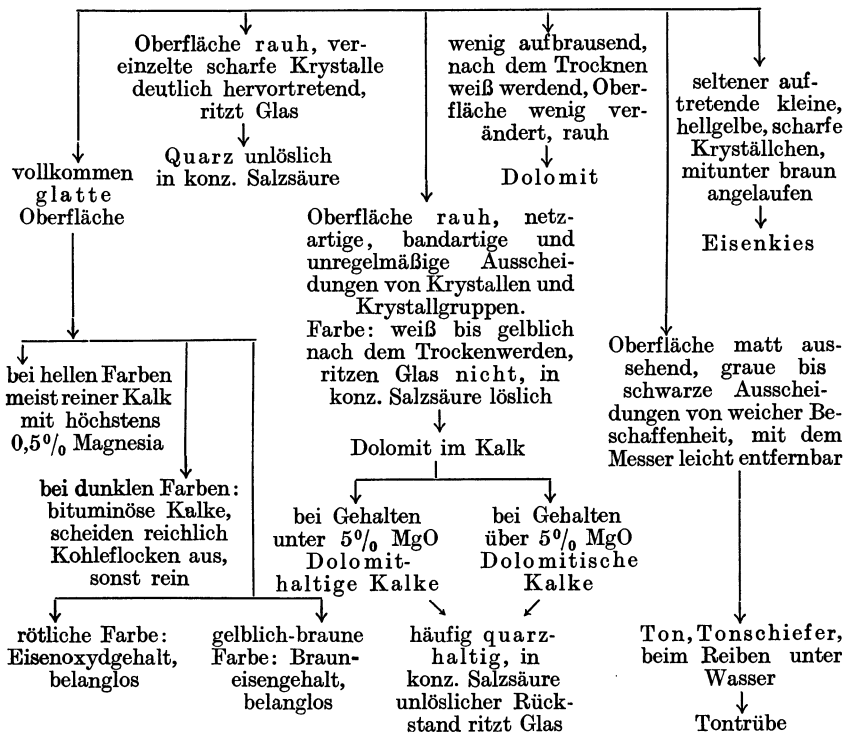 Oberfläche rauh, ver-
einzelte scharfe Krystalle
deutlich hervortretend,
ritzt Glas
Quarz unlöslich
in konz. Salzsäure
wenig aufbrausend,
nach dem Trocknen
weiß werdend, Ober-
fläche wenig ver-
ändert, rauh
Dolomit
seltener auf-
tretende kleine,
hellgelbe, scharfe
Kryställchen,
mitunter braun
angelaufen
Eisenkies
vollkommen
glatte
Oberfläche
Oberfläche rauh, netz-
artige, bandartige und
unregelmäßige Ausschei-
dungen von Krystallen und
Krystallgruppen.
Farbe: weiß bis gelblich
nach dem Trockenwerden,
ritzen Glas nicht, in
konz. Salzsäure löslich
Dolomit im Kalk
Oberfläche matt aus-
sehend, graue bis
schwarze Ausschei-
dungen von weicher Be-
schaffenheit, mit dem
Messer leicht entfernbar
bei hellen Farben
meist reiner Kalk
mit höchstens
0,5% Magnesia
bei dunklen Farben:
bituminöse Kalke,
scheiden reichlich
Kohleflocken aus,
sonst rein
bei Gehalten
unter 5% MgO
Dolomit-
haltige Kalke
bei Gehalten
über 5% MgO
Dolomitische
Kalke
rötliche Farbe:
Eisenoxydgehalt,
belanglos
gelblich-braune
Farbe: Braun-
eisengehalt,
belanglos
häufig quarz-
haltig, in
konz. Salzsäure
unlöslicher Rück-
stand ritzt Glas
Ton, Tonschiefer,
beim Reiben unter
Wasser
Tontrübe